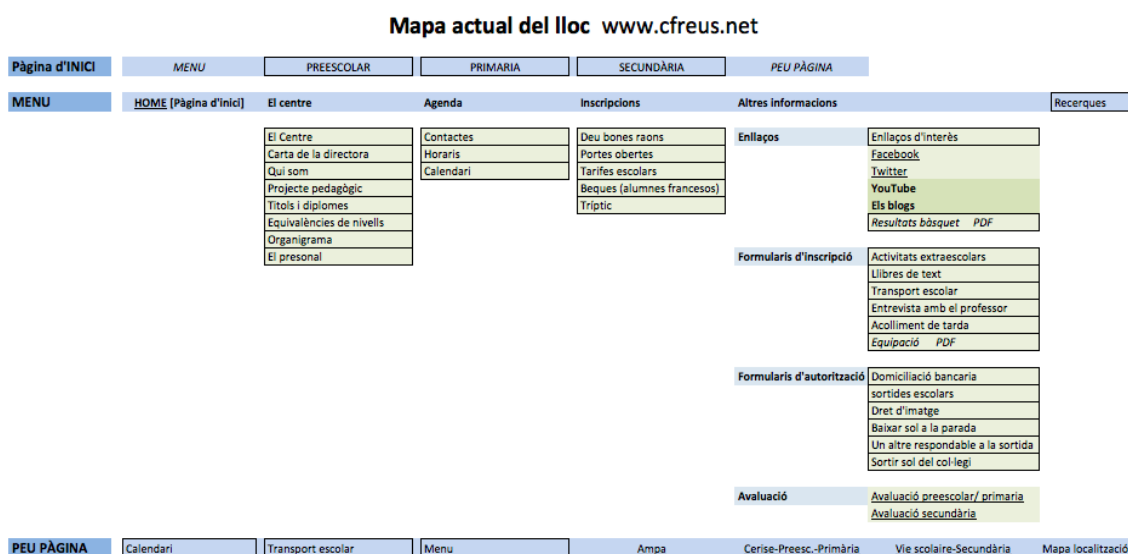 Mapa actual del lloc www.cfreus.net
Pàgina d'INICI MENU PREESCOLAR PRIMARIA SECUNDÀRIA PEU PÀGINA
MENU HOME [Pàgina d'inici] El centre Agenda Inscripcions Altres informacions Recerques
El Centre Contactes Deu bones raons Enllaços Enllaços d'interès
Carta de la directora Horaris Portes obertes Facebook
Qui som Calendari Tarifes escolars Twitter
Projecte pedagògic Beques (alumnes francesos) YouTube
Titols i diplomes Tríptic Els blogs
Equivalències de nivells Resultats bàsquet PDF
Organigrama
El presonal Formularis d'inscripció Activitats extraescolars
Llibres de text
Transport escolar
Entrevista amb el professor
Acolliment de tarda
Equipació PDF
Formularis d'autorització Domiciliació bancaria
sortides escolars
Dret d'imatge
Baixar sol a la parada
Un altre respondable a la sortida
Sortir sol del col·legi
Avaluació Avaluació preescolar/ primaria
Avaluació secundària
PEU PÀGINA Calendari Transport escolar Menu Ampa Cerise-Preesc.-Primària Vie scolaire-Secundària Mapa localització